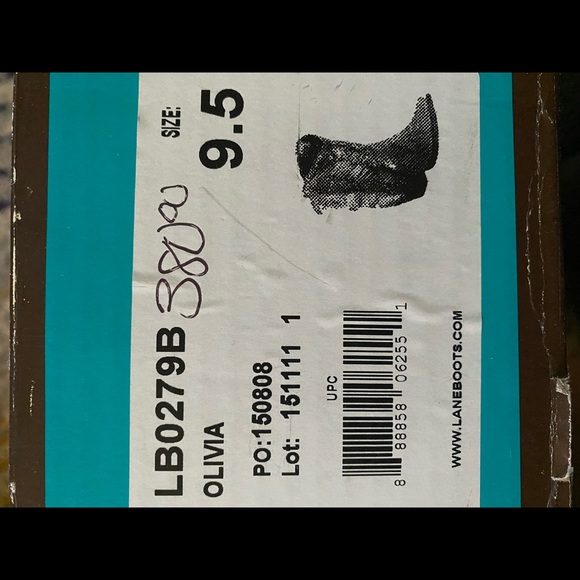 LB0279B
SIZE:
OLIVIA
9.5
PO:150808
Lot: 151111 1
UPC
8 88858 06255 1
WWW.LANEBOOTS.COM